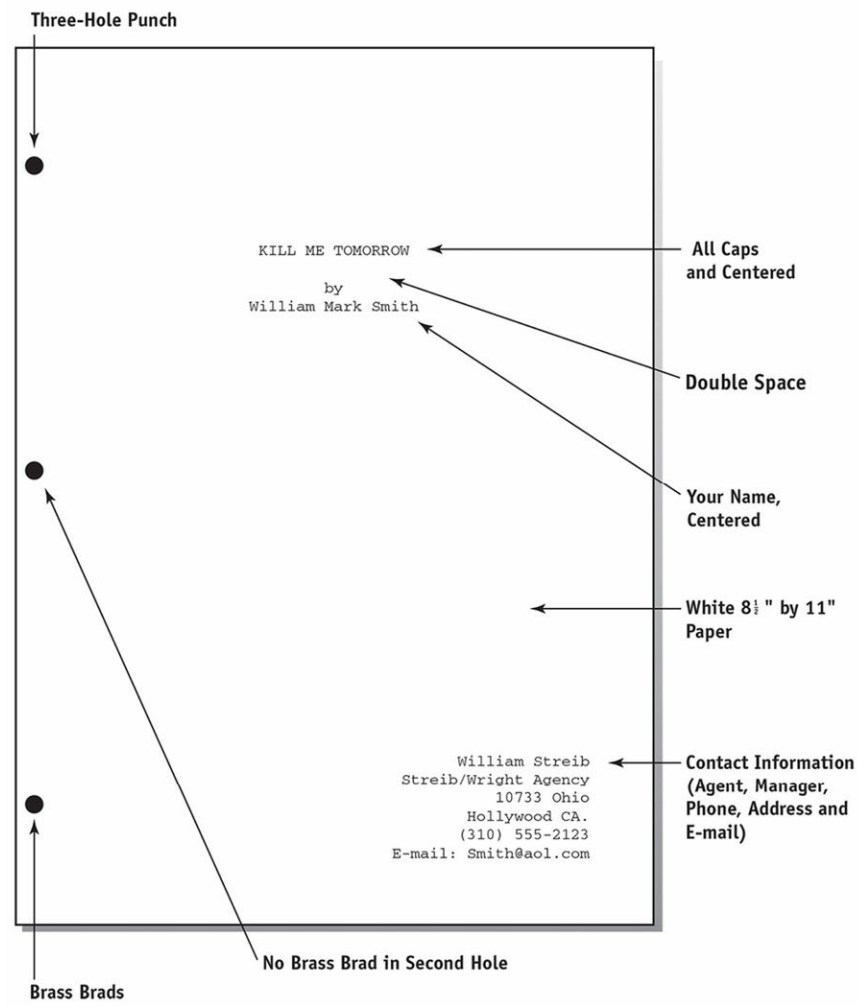 Three-Hole Punch
KILL ME TOMORROW
by
William Mark Smith
All Caps
and Centered
Double Space
Your Name,
Centered
White 8½" by 11"
Paper
William Streib
Streib/Wright Agency
10733 Ohio
Hollywood CA.
(310) 555-2123
E-mail: Smith@aol.com
Contact Information
(Agent, Manager,
Phone, Address and
E-mail)
No Brass Brad in Second Hole
Brass Brads